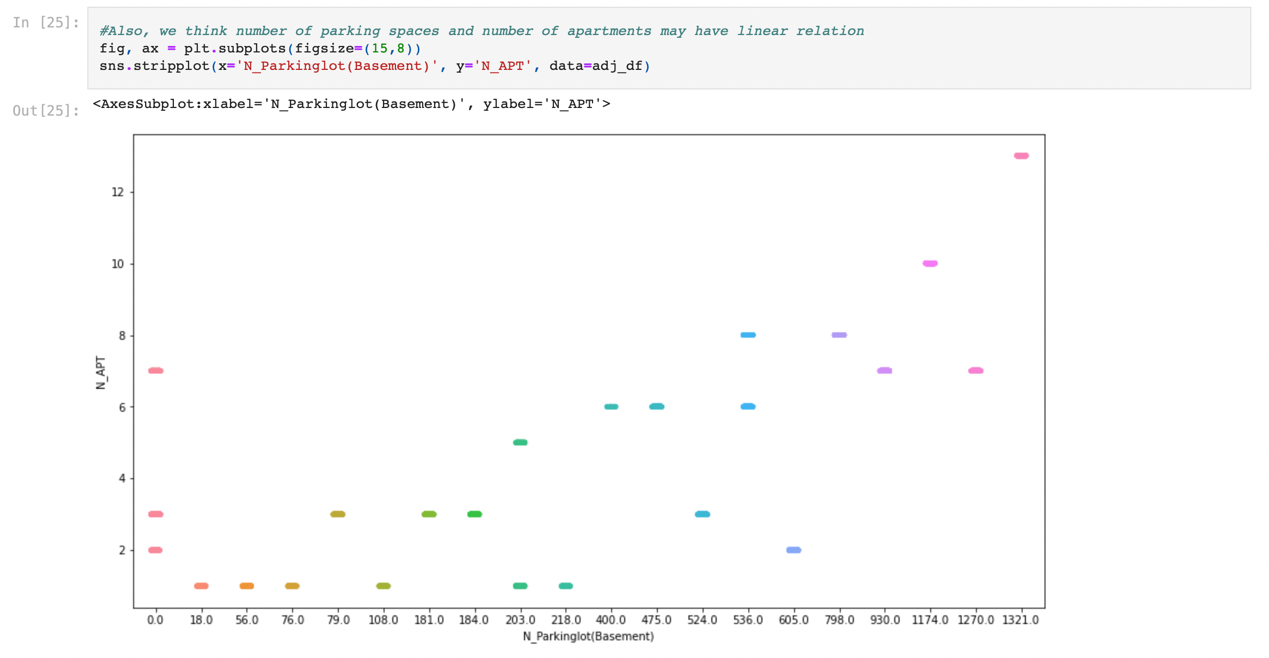 In [25]:
#Also, we think number of parking spaces and number of apartments may have linear relation
fig, ax = plt.subplots(figsize=(15,8))
sns.stripplot(x='N_Parkinglot(Basement)', y='N_APT', data=adj_df)
Out[25]:
<AxesSubplot:xlabel='N_Parkinglot(Basement)', ylabel='N_APT'>
12
10
8
6
4
2
N_APT
0.0 18.0 56.0 76.0 79.0 108.0 181.0 184.0 203.0 218.0 400.0 475.0 524.0 536.0 605.0 798.0 930.0 1174.0 1270.0 1321.0
N_Parkinglot(Basement)